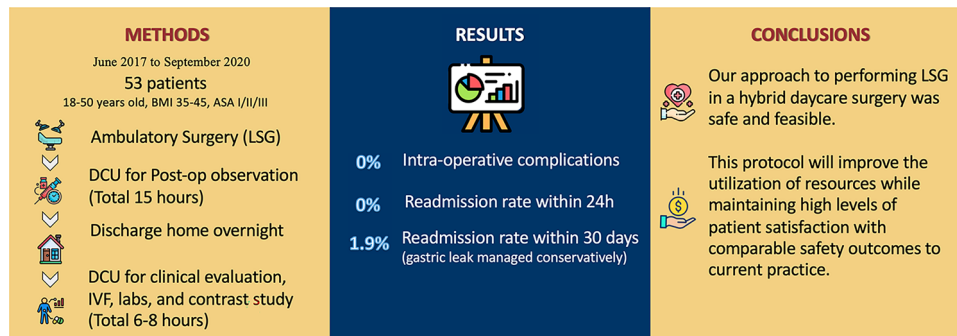 METHODS
June 2017 to September 2020
53 patients
18-50 years old, BMI 35-45, ASA I/II/III
Ambulatory Surgery (LSG)
DCU for Post-op observation
(Total 15 hours)
Discharge home overnight
DCU for clinical evaluation,
IVF, labs, and contrast study
(Total 6-8 hours)
RESULTS
0% Intra-operative complications
0% Readmission rate within 24h
1.9% Readmission rate within 30 days
(gastric leak managed conservatively)
CONCLUSIONS
Our approach to performing LSG
in a hybrid daycare surgery was
safe and feasible.
This protocol will improve the
utilization of resources while
maintaining high levels of
patient satisfaction with
comparable safety outcomes to
current practice.